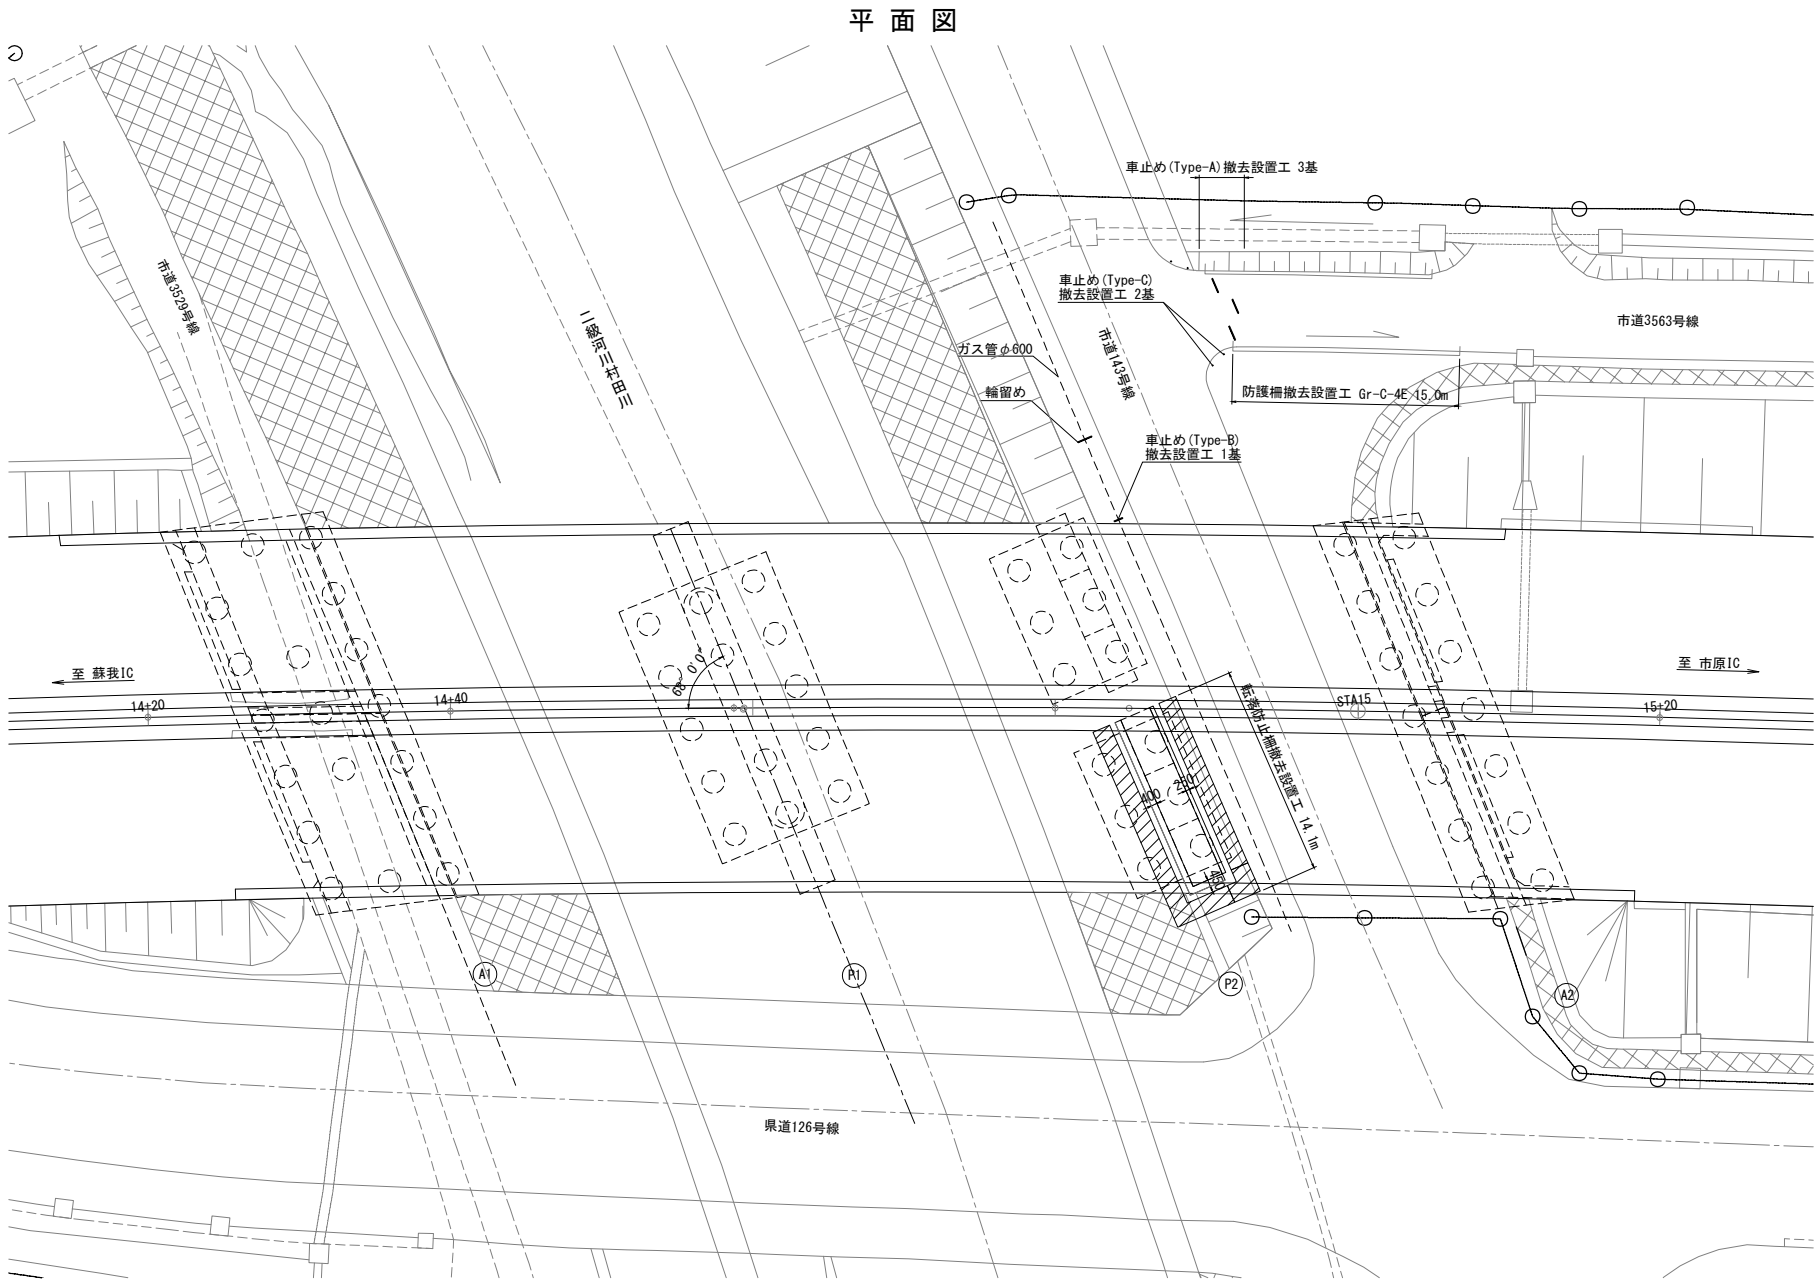 平面図
車止め(Type-A)撤去設置工 3基
車止め(Type-C)
撤去設置工 2基
市道3529号線
二級河川村田川
ガス管φ600
輪留め
市道143号線
市道3563号線
防護柵撤去設置工 Gr-C-4E 15.0m
車止め(Type-B)
撤去設置工 1基
至 蘇我IC
至 市原IC
14+20
14+40
68° 0′0″
STA15
15+20
転落防止柵撤去設置工 14.1m
400
250
450
A1
P1
P2
A2
県道126号線